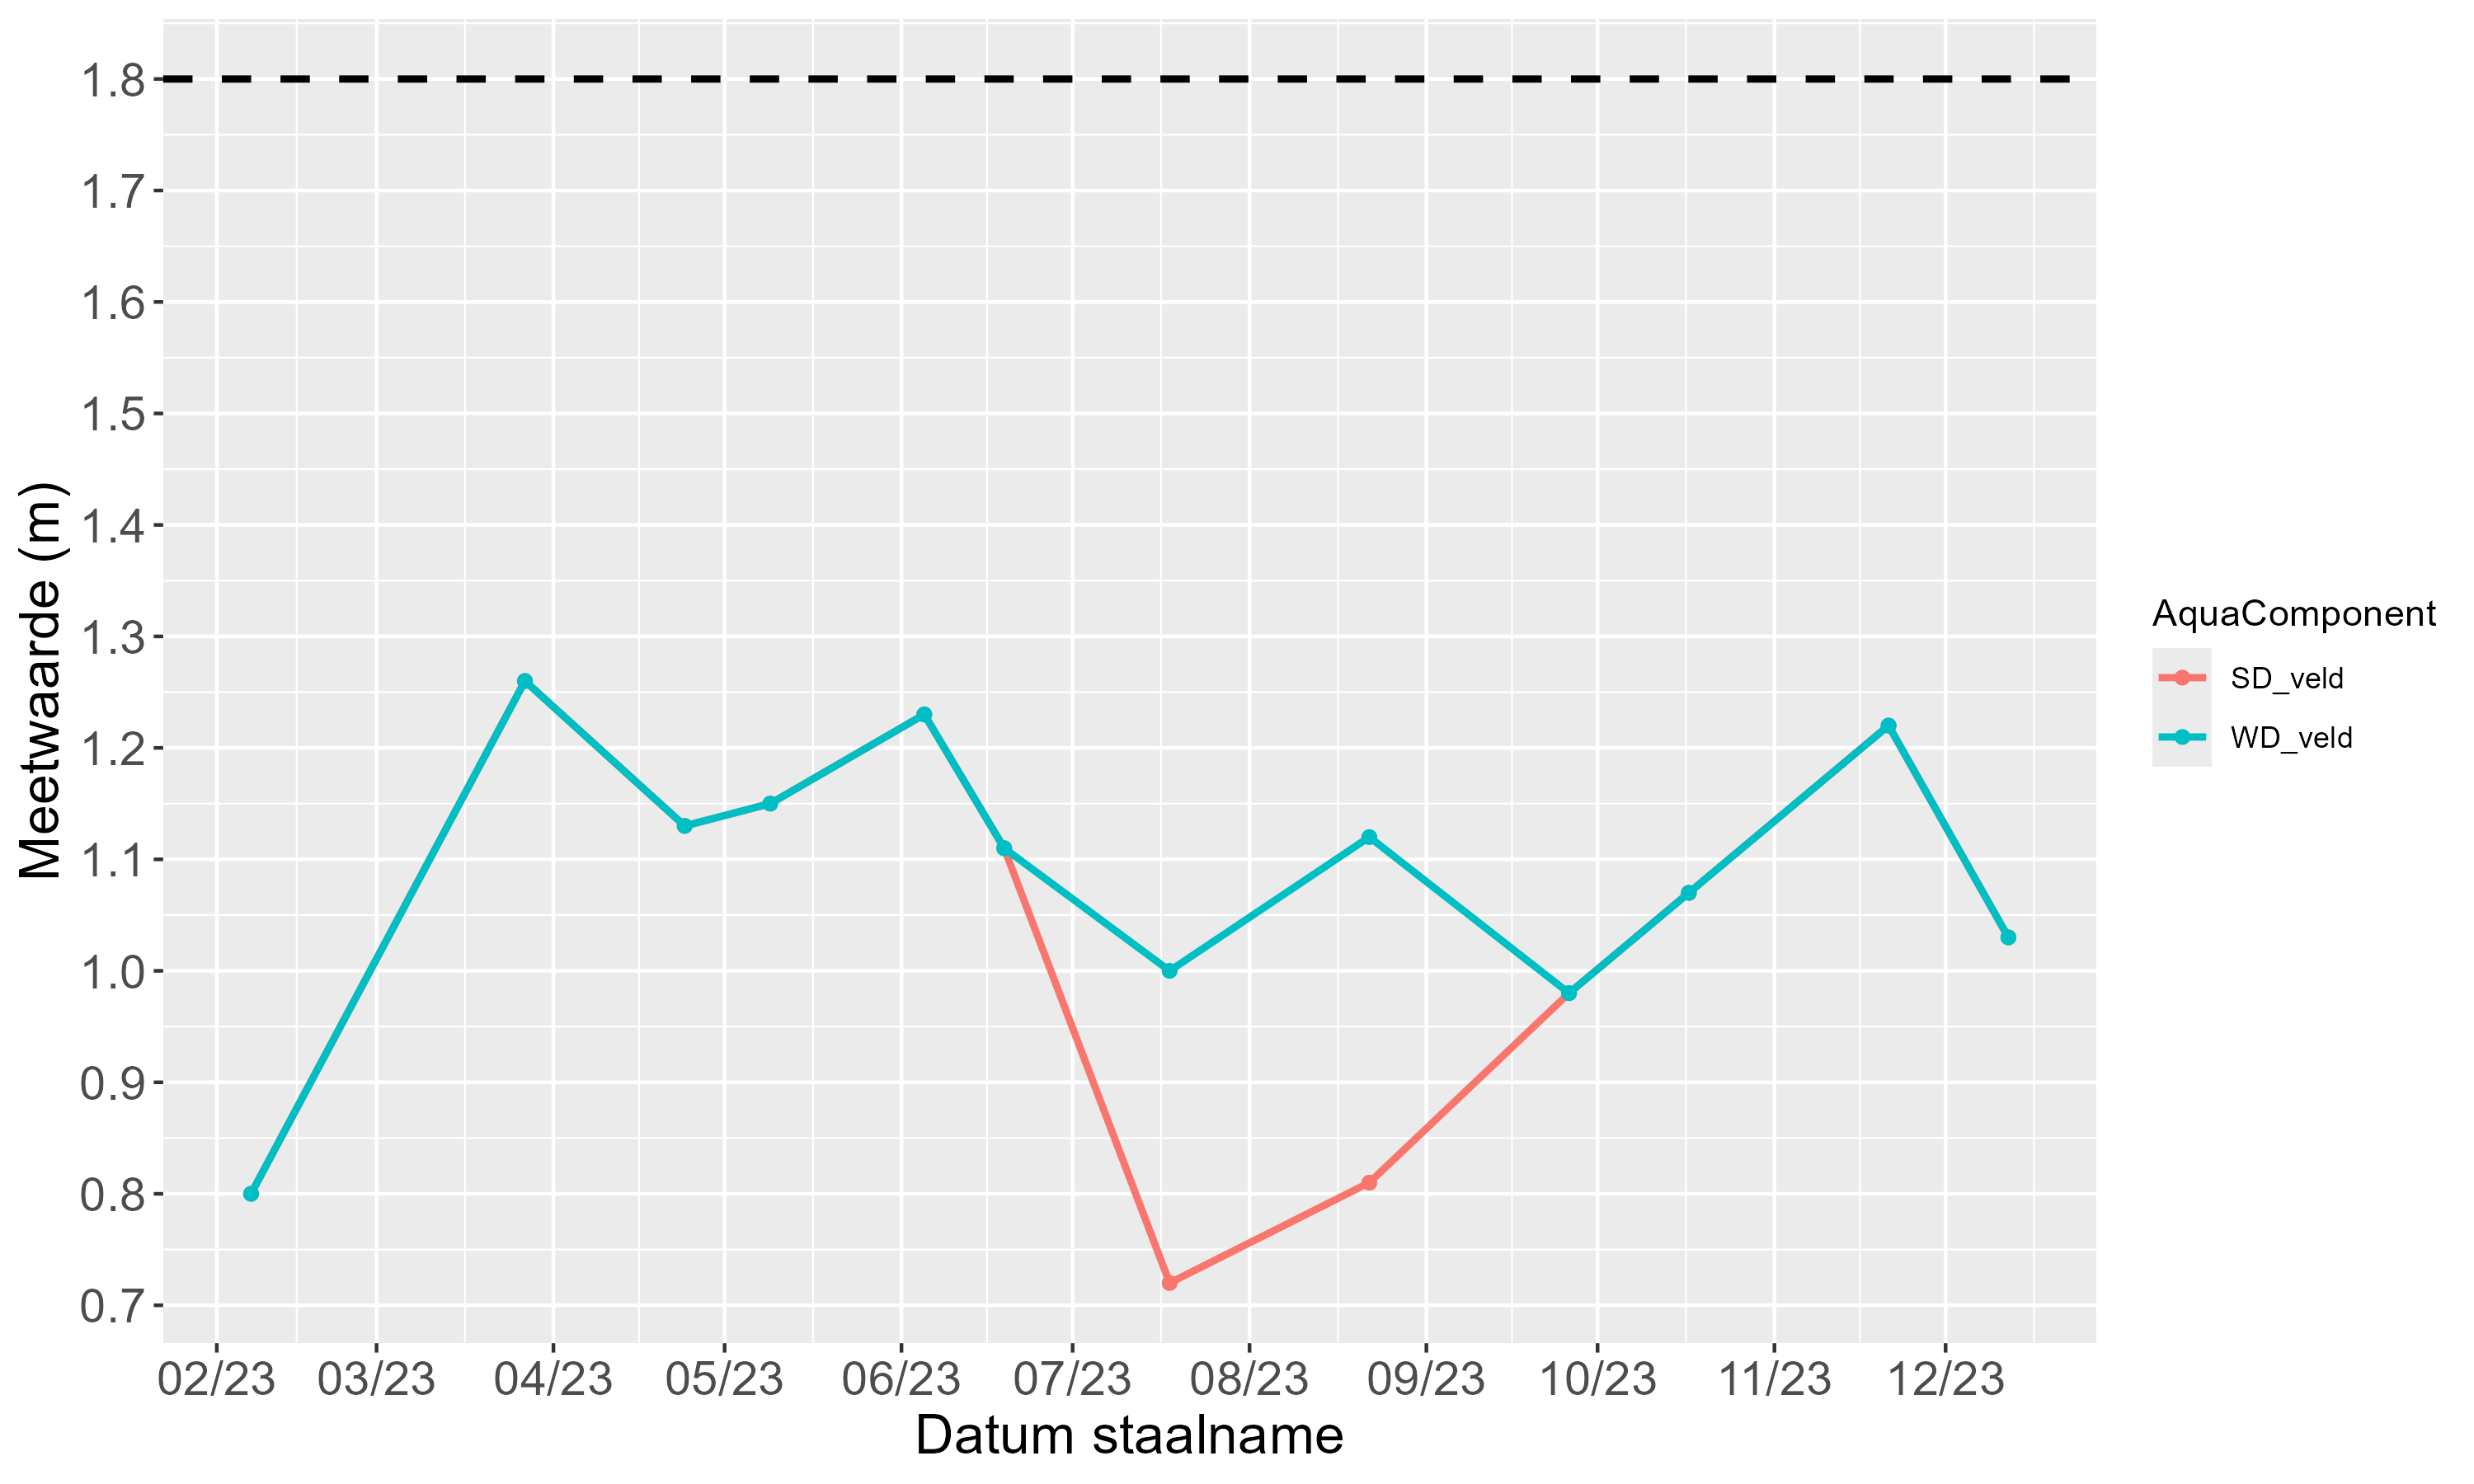 1.8
1.7
1.6
1.5
1.4
1.3
1.2
1.1
1.0
0.9
0.8
0.7
Meetwaarde (m)
02/23 03/23 04/23 05/23 06/23 07/23 08/23 09/23 10/23 11/23 12/23
Datum staalname
AquaComponent
SD_veld
WD_veld